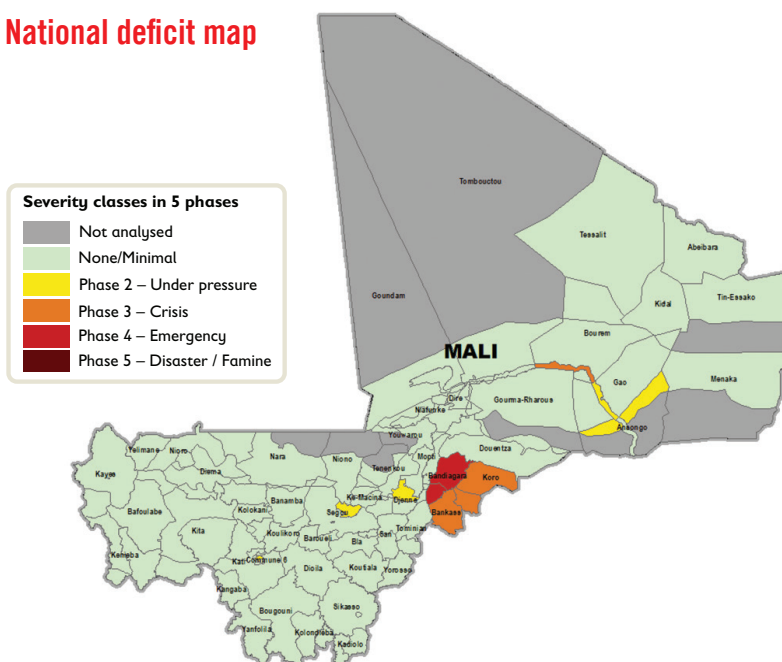 National deficit map
Severity classes in 5 phases
Not analysed
None/Minimal
Phase 2 – Under pressure
Phase 3 – Crisis
Phase 4 – Emergency
Phase 5 – Disaster / Famine
Tombouctou
Tessalit
Abeibara
Goundam
Kidal
Tin-Essako
Bourem
MALI
Gao
Menaka
Dire
Gourma-Rharous
Niafunke
Ansongo
Youwarou
Douentza
Mopti
Nara
Yelimane
Nioro
Niono
Diema
Tenenkou
Kayes
Bandiagara
Koro
Banamba
Ke-Macina
Djenne
Bafoulabe
Kolokani
Segou
Bankass
Kita
Koulikoro
Baroueli
San
Tominian
Bla
Kenieba
Kati
Commune 6
Dioila
Koutiala
Yorosso
Kangaba
Bougouni
Sikasso
Yanfolila
Kolondieba
Kadiolo